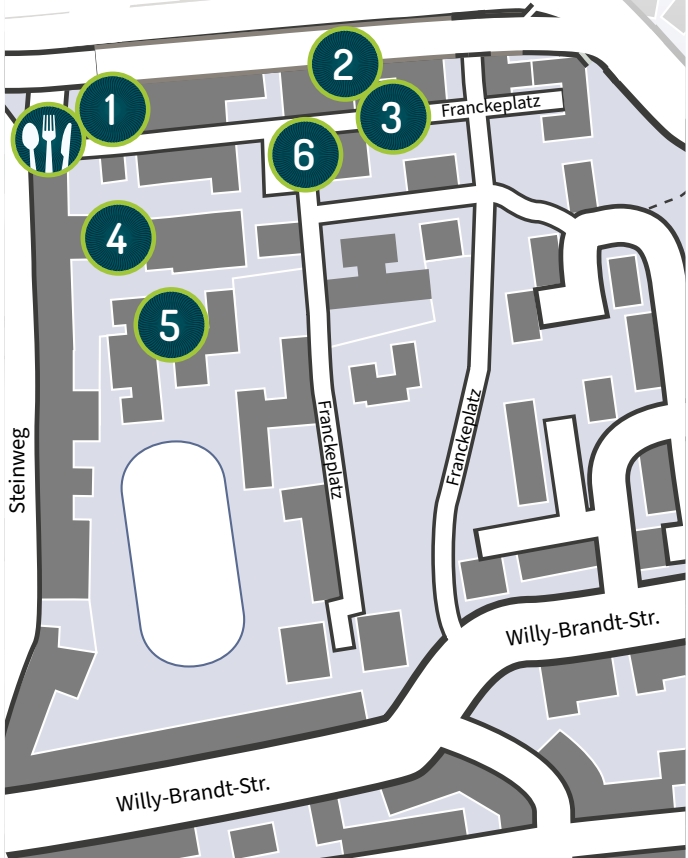 2
1
3
Franckeplatz
6
4
5
Franckeplatz
Franckeplatz
Steinweg
Willy-Brandt-Str.
Willy-Brandt-Str.